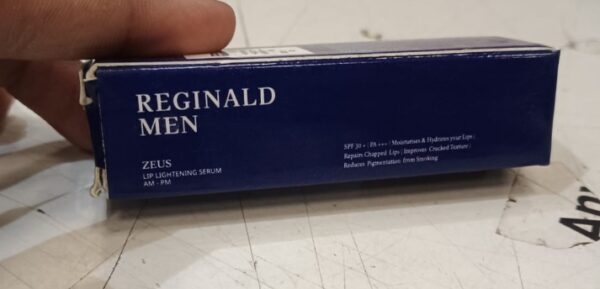 REGINALD
MEN
ZEUS
LIP LIGHTENING SERUM
AM - PM
SPF 30 + | PA +++ | Moisturises & Hydrates your Lips |
Repairs Chapped Lips | Improves Cracked Texture |
Reduces Pigmentation from Smoking